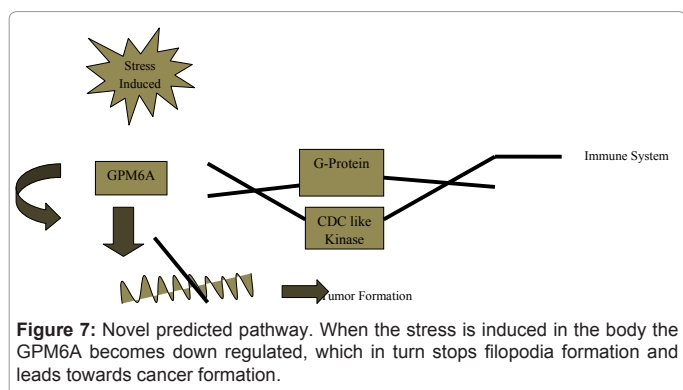 Stress
Induced
G-Protein
Immune System
GPM6A
CDC like
Kinase
Tumor Formation
Figure 7: Novel predicted pathway. When the stress is induced in the body the
GPM6A becomes down regulated, which in turn stops filopodia formation and
leads towards cancer formation.